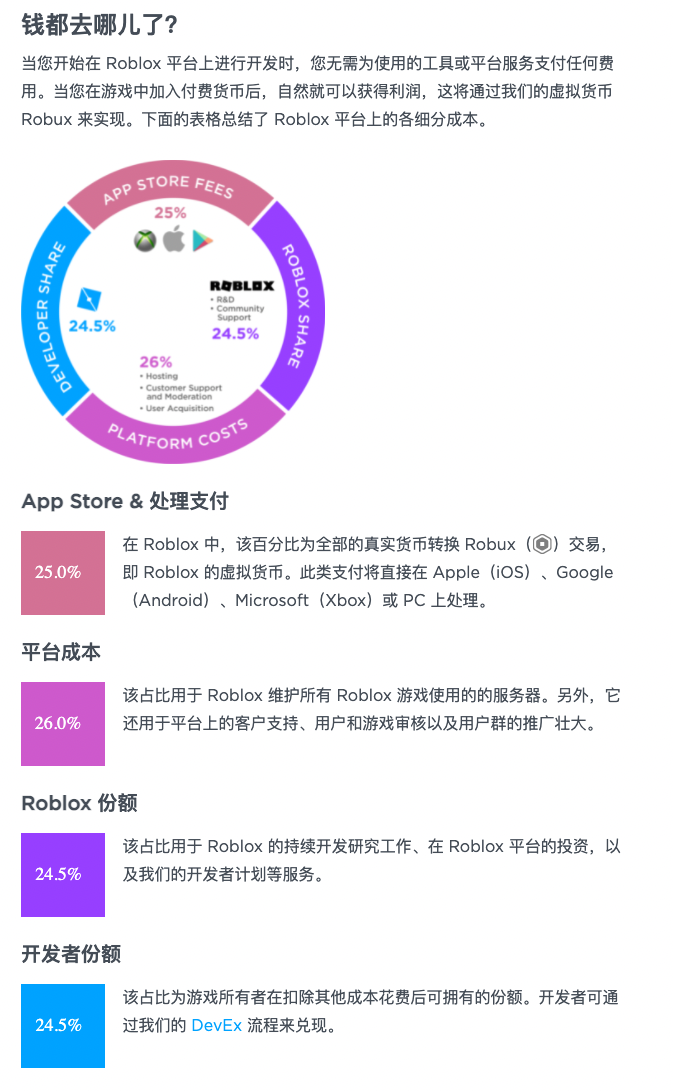 钱都去哪儿了?
当您开始在 Roblox 平台上进行开发时，您无需为使用的工具或平台服务支付任何费
用。当您在游戏中加入付费货币后，自然就可以获得利润，这将通过我们的虚拟货币
Robux 来实现。下面的表格总结了 Roblox 平台上的各细分成本。
APP STORE FEES
25%
DEVELOPER SHARE
24.5%
ROBLOX
• R&D
• Community
Support
24.5%
ROBLOX SHARE
26%
• Hosting
• Customer Support
and Moderation
• User Acquisition
PLATFORM COSTS
App Store & 处理支付
25.0%
在 Roblox 中，该百分比为全部的真实货币转换 Robux（）交易，
即 Roblox 的虚拟货币。此类支付将直接在 Apple（iOS）、Google
（Android）、Microsoft（Xbox）或 PC 上处理。
平台成本
26.0%
该占比用于 Roblox 维护所有 Roblox 游戏使用的的服务器。另外，它
还用于平台上的客户支持、用户和游戏审核以及用户群的推广壮大。
Roblox 份额
24.5%
该占比用于 Roblox 的持续开发研究工作、在 Roblox 平台的投资，以
及我们的开发者计划等服务。
开发者份额
24.5%
该占比为游戏所有者在扣除其他成本花费后可拥有的份额。开发者可通
过我们的 DevEx 流程来兑现。